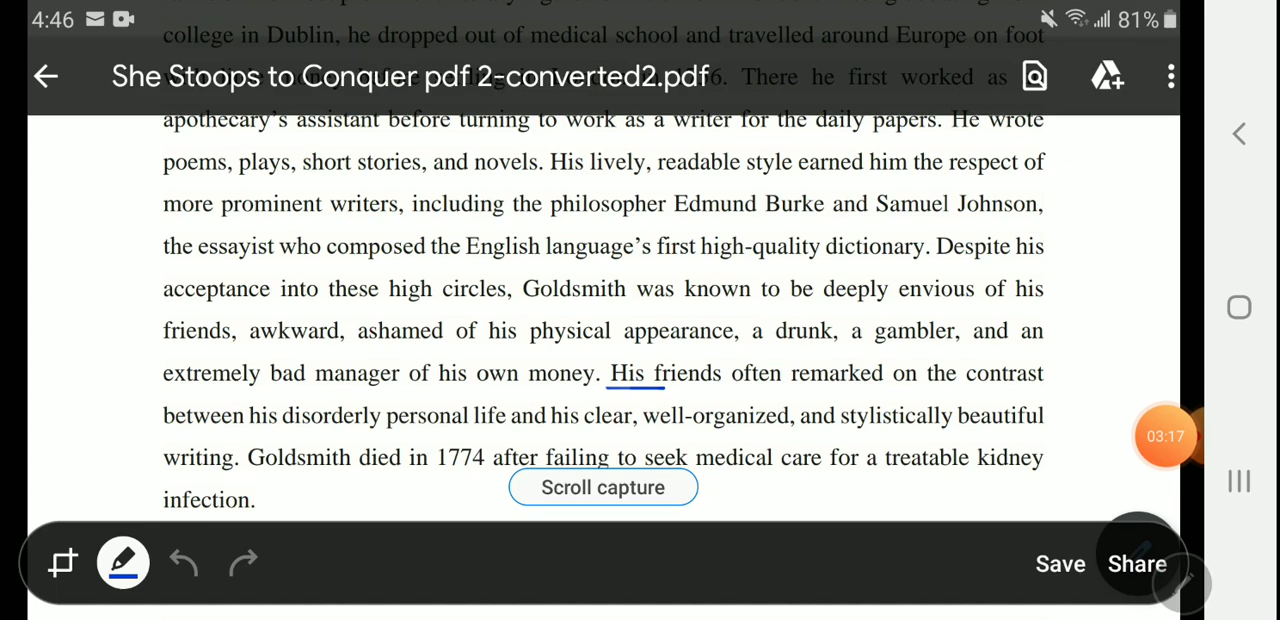 4:46 81%
college in Dublin, he dropped out of medical school and travelled around Europe on foot
She Stoops to Conquer pdf 2-converted2.pdf
6. There he first worked as
apothecary’s assistant before turning to work as a writer for the daily papers. He wrote
poems, plays, short stories, and novels. His lively, readable style earned him the respect of
more prominent writers, including the philosopher Edmund Burke and Samuel Johnson,
the essayist who composed the English language’s first high-quality dictionary. Despite his
acceptance into these high circles, Goldsmith was known to be deeply envious of his
friends, awkward, ashamed of his physical appearance, a drunk, a gambler, and an
extremely bad manager of his own money. His friends often remarked on the contrast
between his disorderly personal life and his clear, well-organized, and stylistically beautiful
writing. Goldsmith died in 1774 after failing to seek medical care for a treatable kidney
infection.
Scroll capture
03:17
Save Share